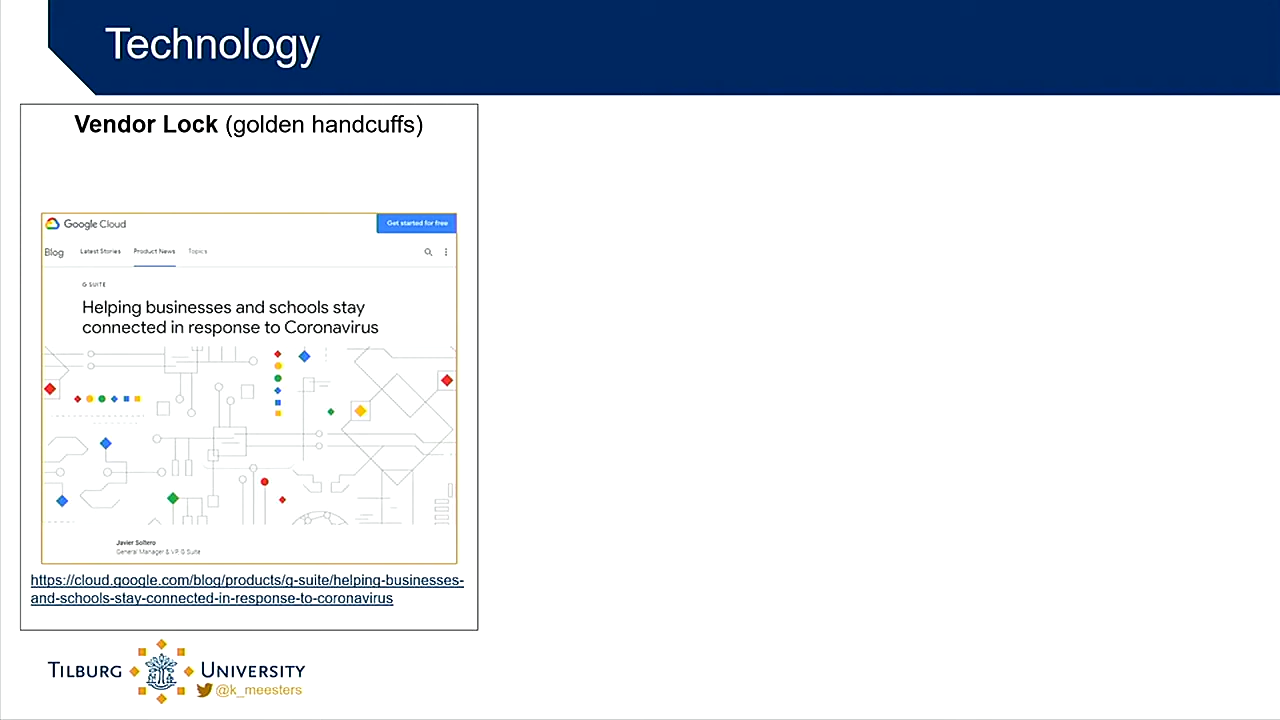 Technology
Vendor Lock (golden handcuffs)
Google Cloud
Get started for free
Blog
Latest Stories
Product News
Topics
G SUITE
Helping businesses and schools stay
connected in response to Coronavirus
Javier Soltero
General Manager & VP, G Suite
https://cloud.google.com/blog/products/g-suite/helping-businesses-
and-schools-stay-connected-in-response-to-coronavirus
TILBURG UNIVERSITY
@k_meesters